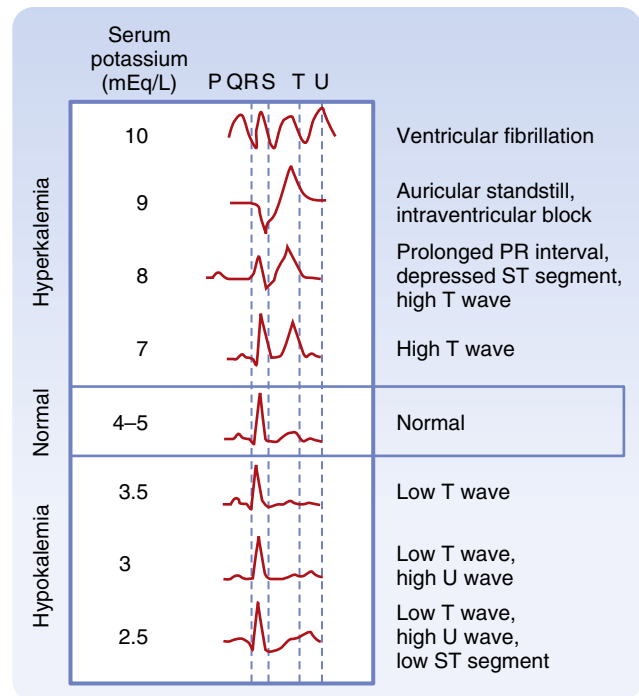 Serum
potassium
(mEq/L)
P QRS T U
Hyperkalemia
10
Ventricular fibrillation
9
Auricular standstill,
intraventricular block
8
Prolonged PR interval,
depressed ST segment,
high T wave
7
High T wave
Normal
4–5
Normal
Hypokalemia
3.5
Low T wave
3
Low T wave,
high U wave
2.5
Low T wave,
high U wave,
low ST segment